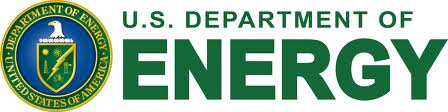 DEPARTMENT OF ENERGY
UNITED STATES OF AMERICA
U.S. DEPARTMENT OF
ENERGY